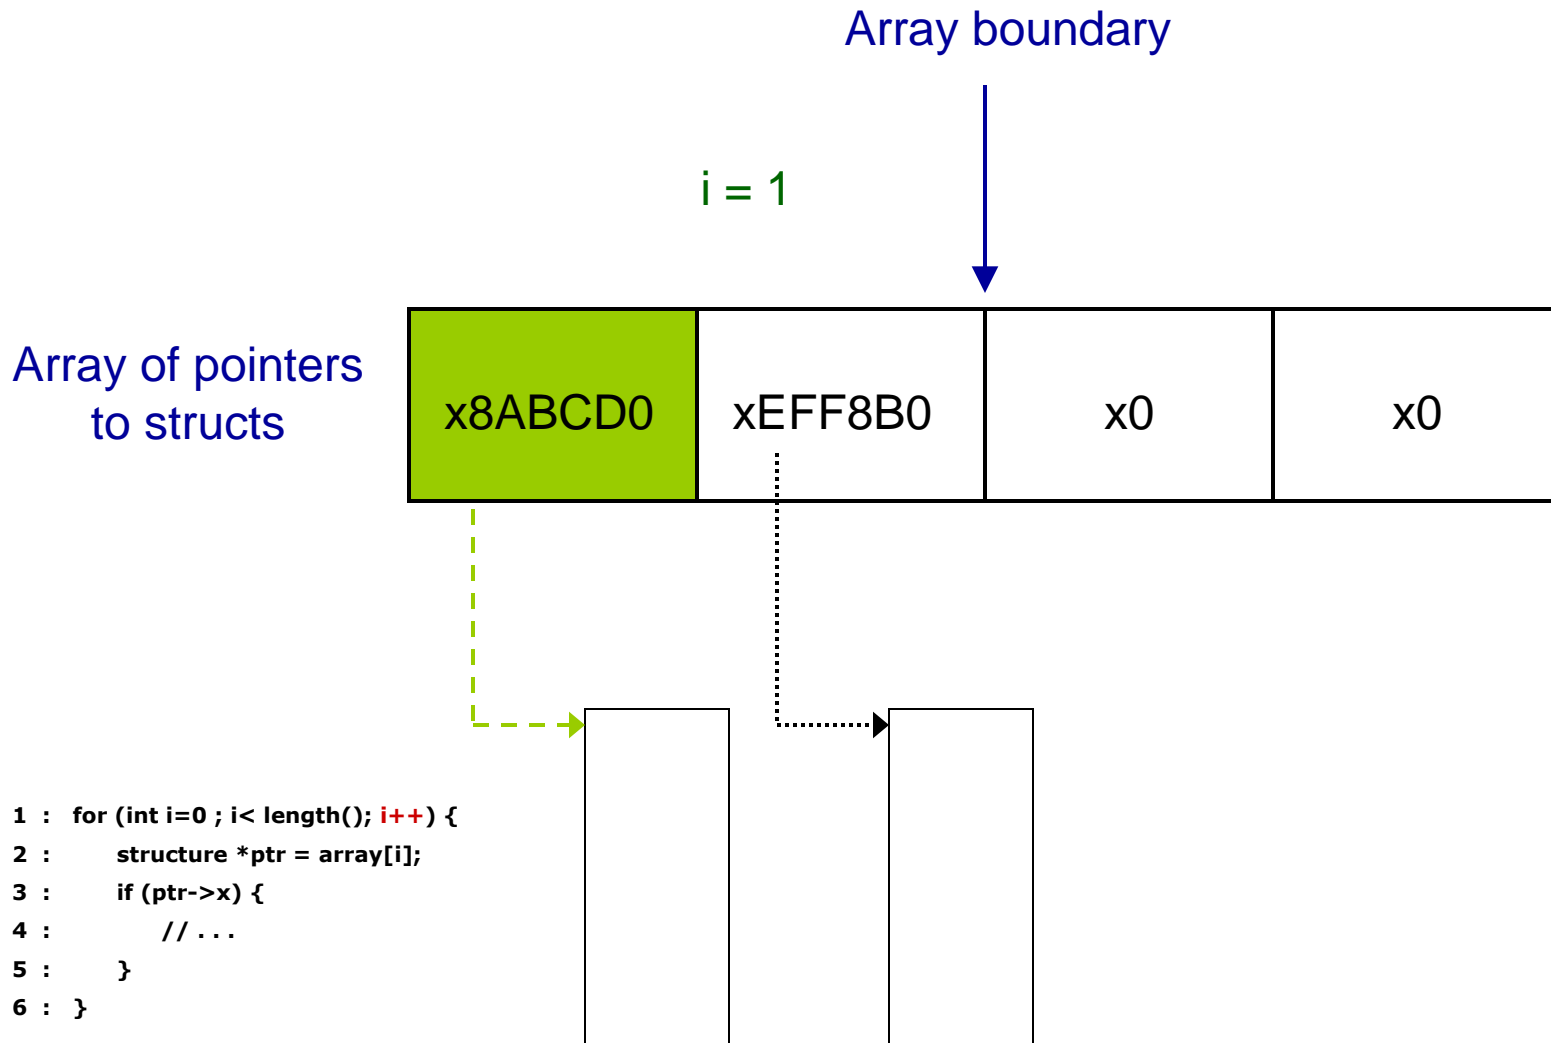 Array boundary
i = 1
Array of pointers
to structs
x8ABCD0
xEFF8B0
x0
x0
1 : for (int i=0 ; i< length(); i++) {
2 : structure *ptr = array[i];
3 : if (ptr->x) {
4 : // . . .
5 : }
6 : }